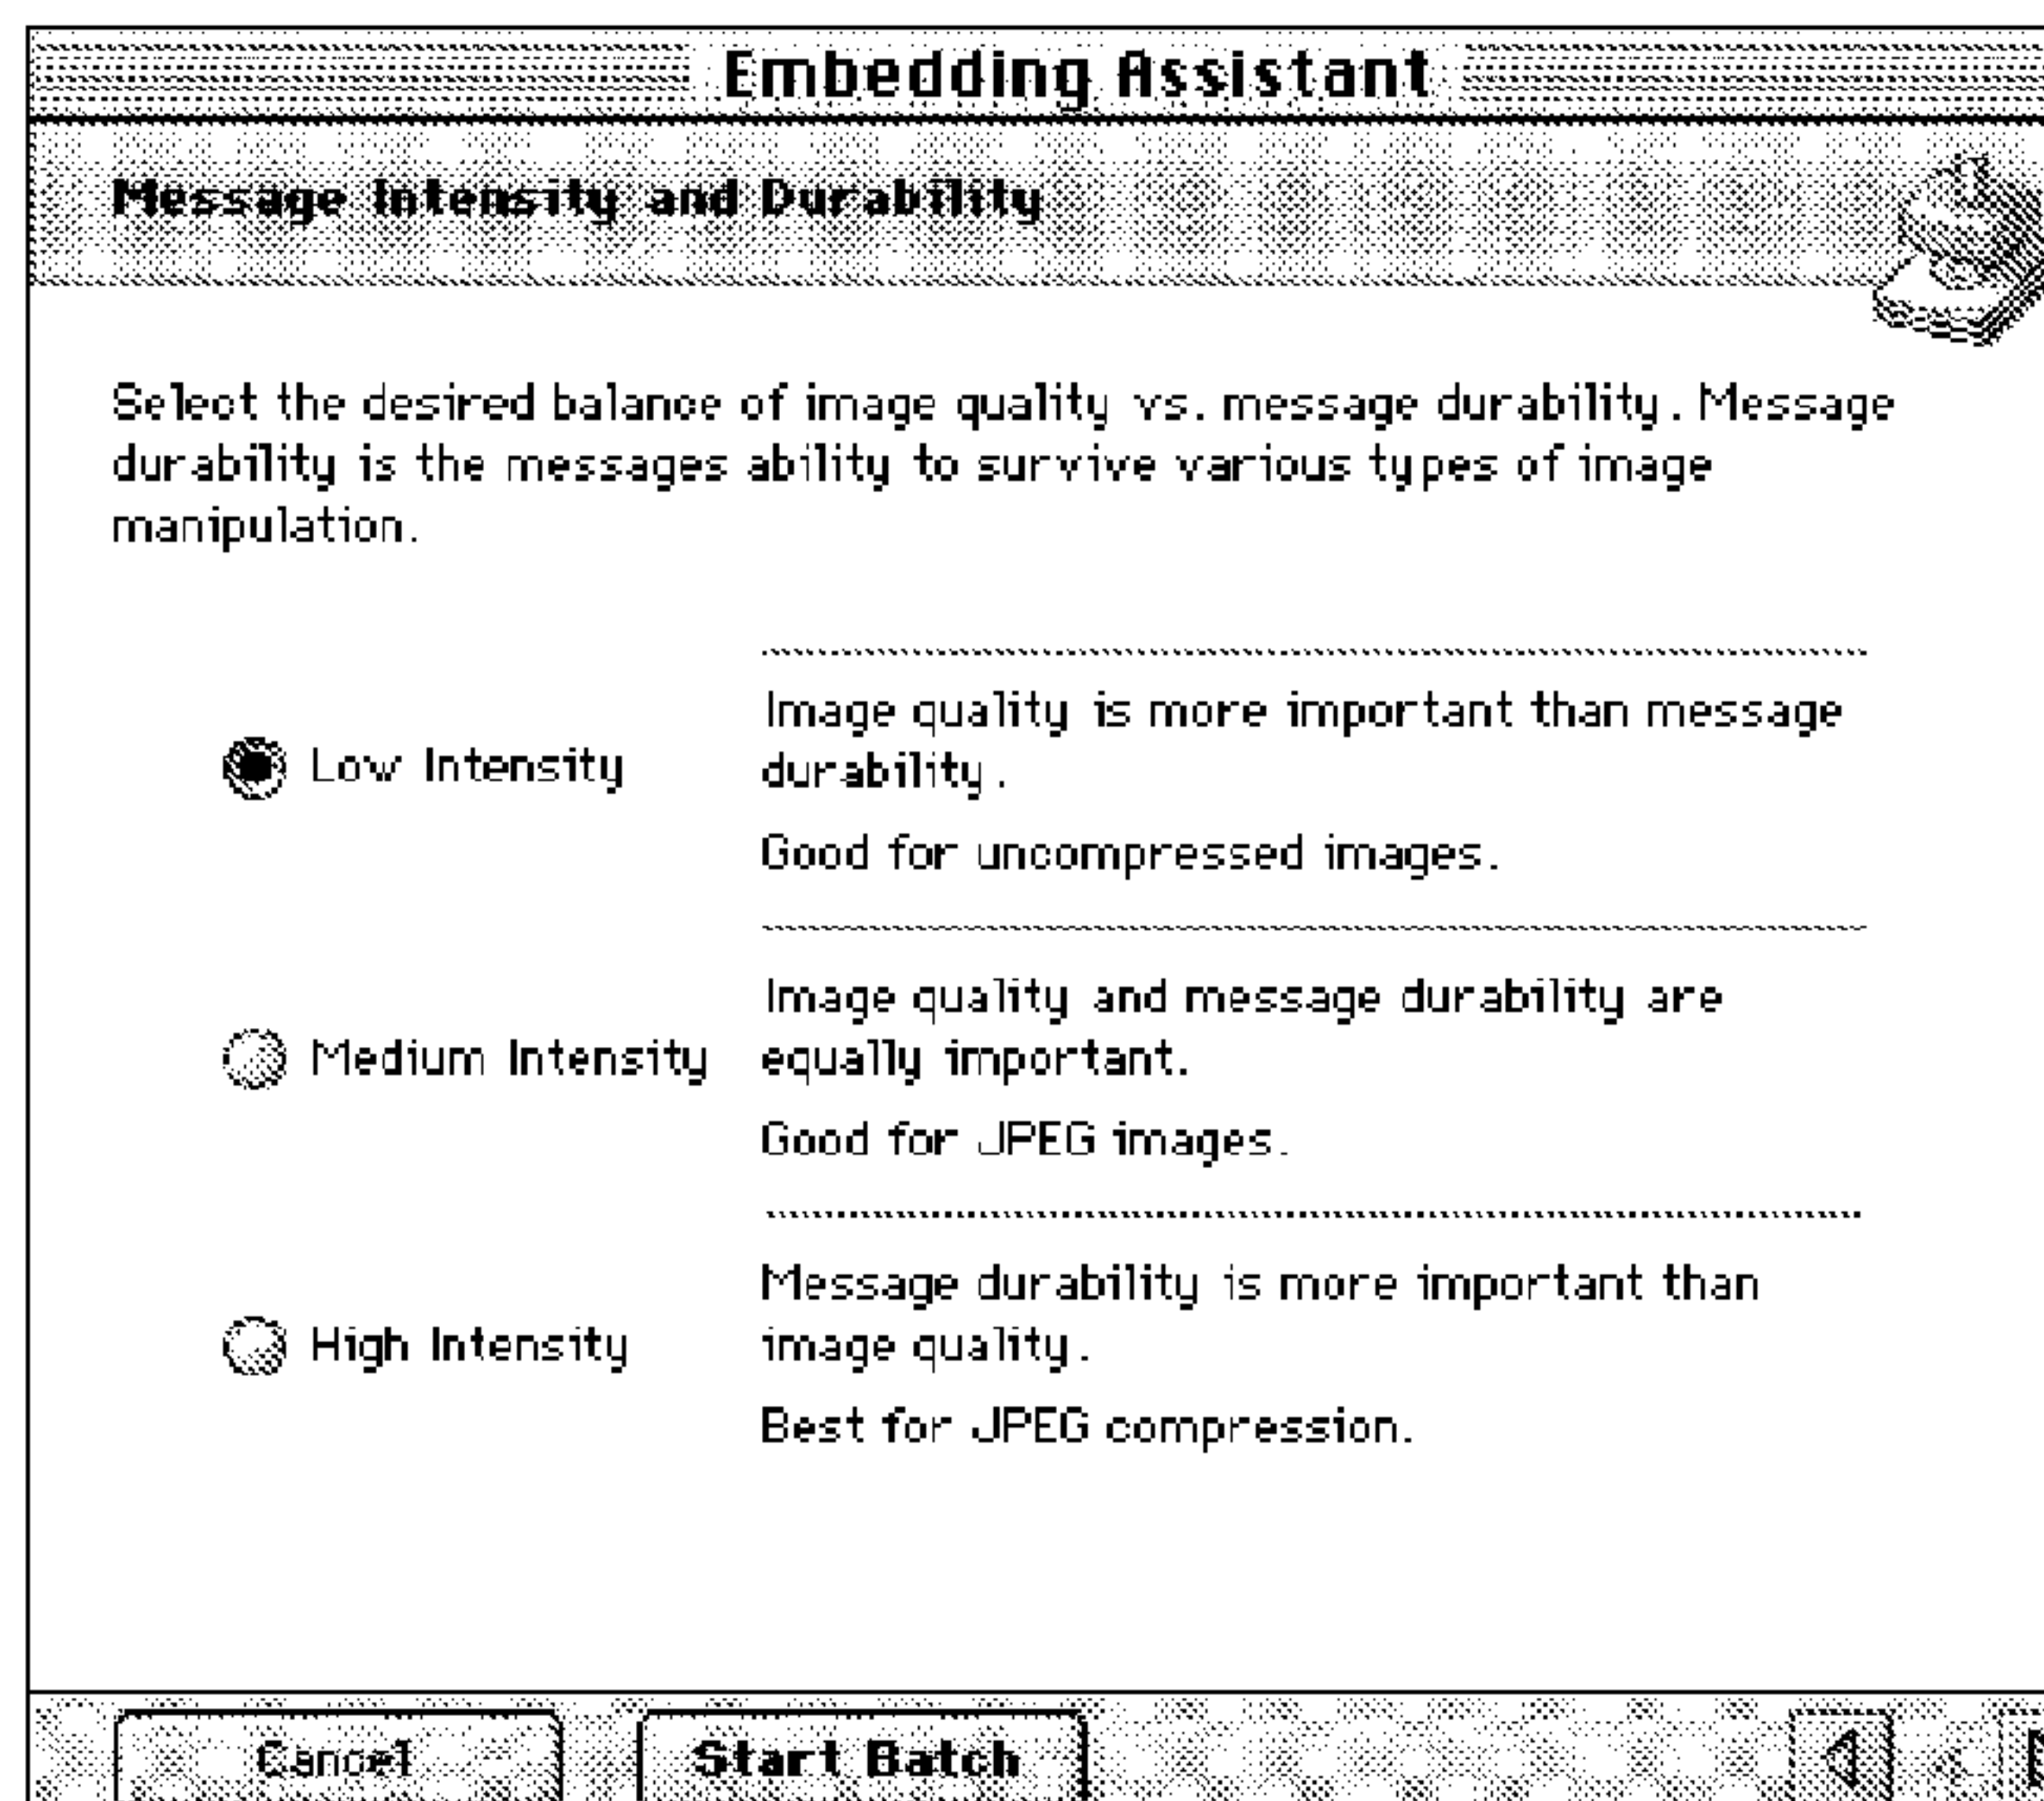 Embedding Assistant
Message Intensity and Durability
Select the desired balance of image quality vs. message durability. Message
durability is the messages ability to survive various types of image
manipulation.
Image quality is more important than message
durability.
Low Intensity
Good for uncompressed images.
Image quality and message durability are
Medium Intensity equally important.
Good for JPEG images.
Message durability is more important than
High Intensity image quality.
Best for JPEG compression.
Cancel Start Batch